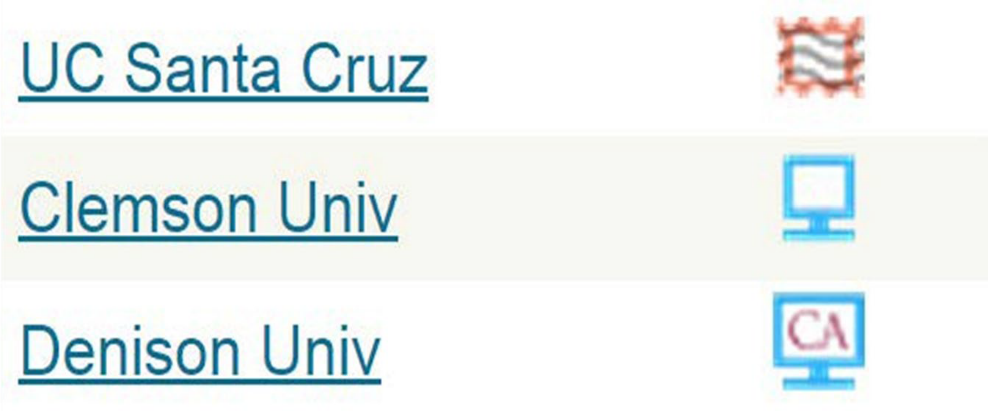 UC Santa Cruz
Clemson Univ
Denison Univ CA